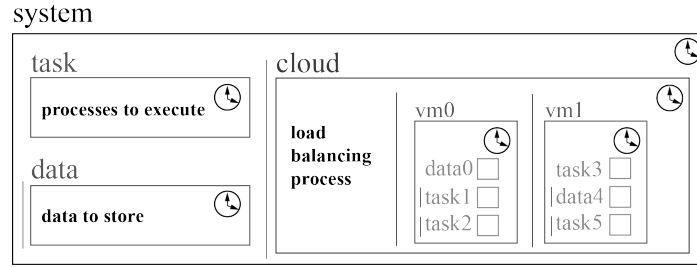 system
task
processes to execute
data
data to store
cloud
load
balancing
process
vm0
data0
|task1
|task2
vm1
task3
|data4
|task5